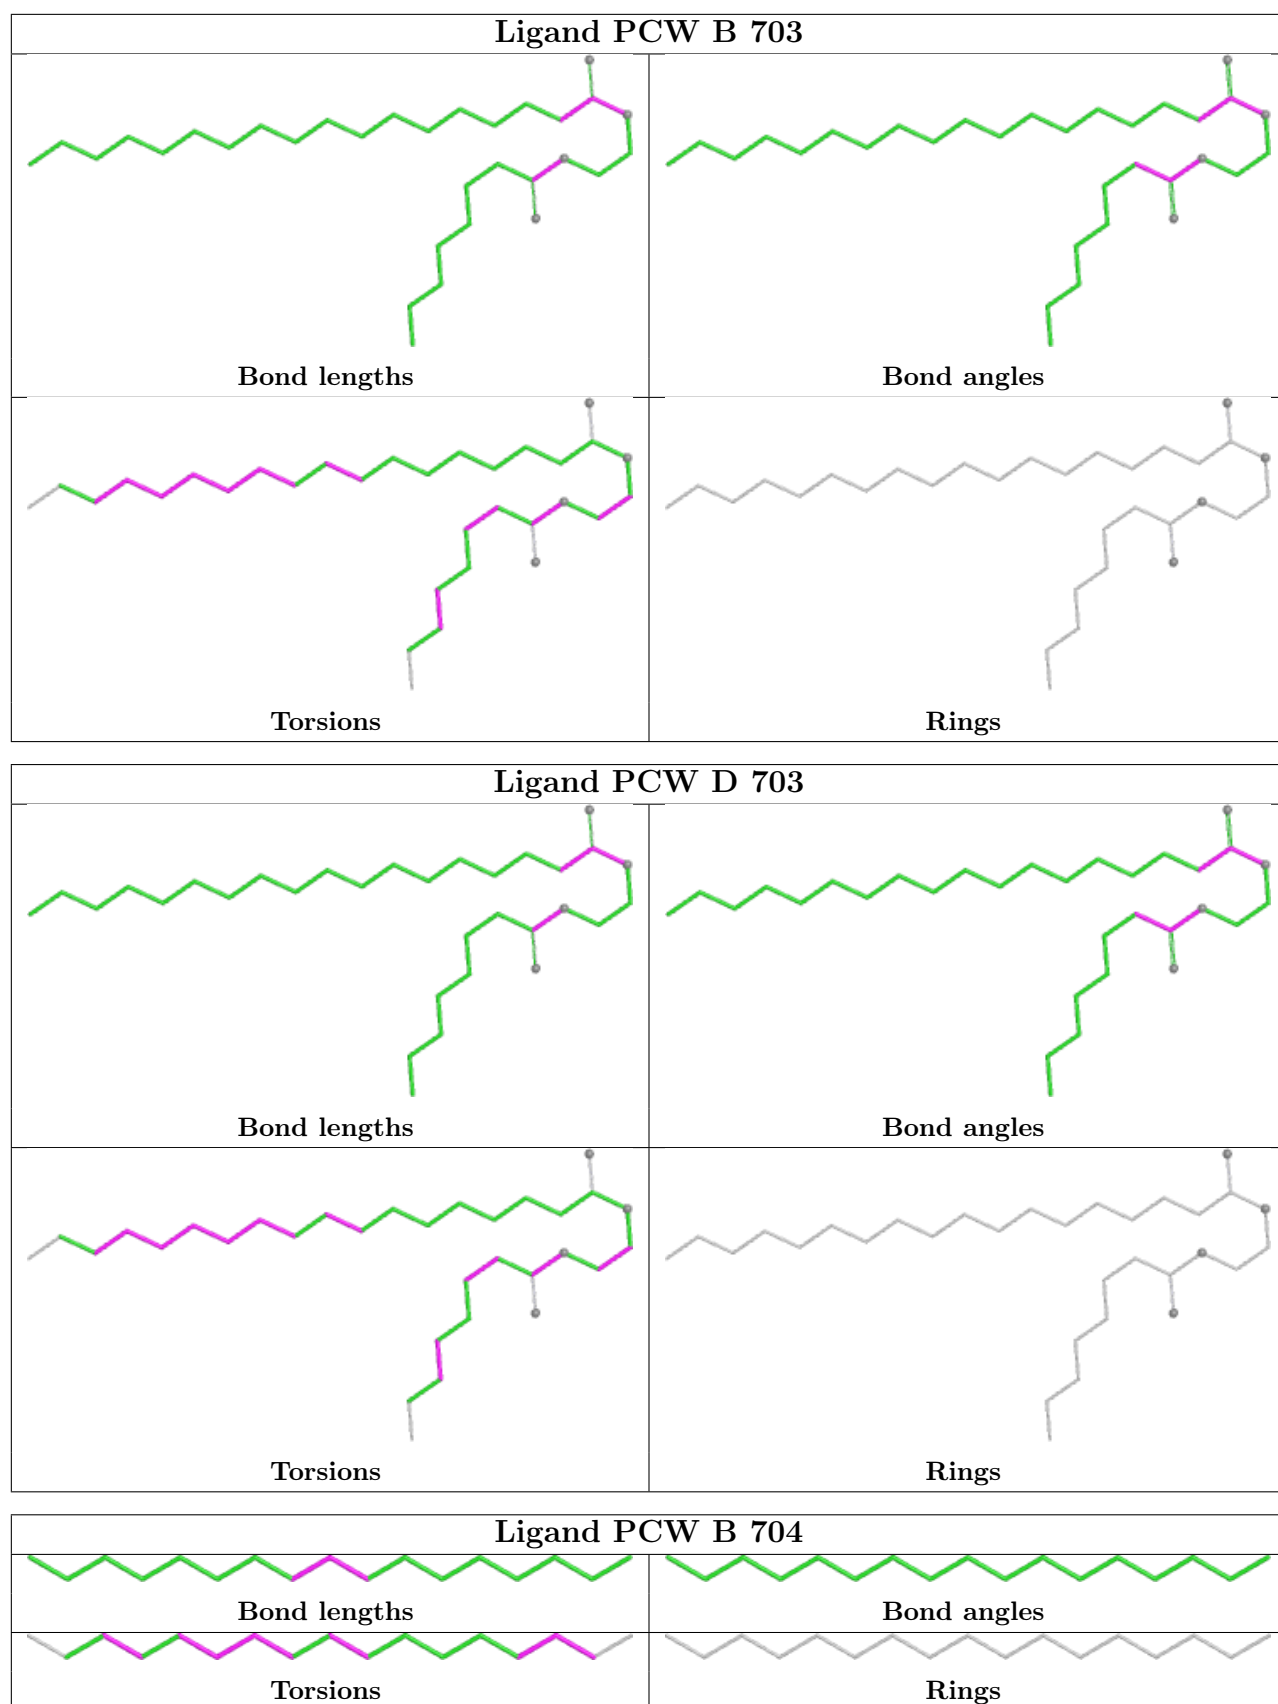 Ligand PCW B 703
Bond lengths
Bond angles
Torsions
Rings
Ligand PCW D 703
Bond lengths
Bond angles
Torsions
Rings
Ligand PCW B 704
Bond lengths
Bond angles
Torsions
Rings